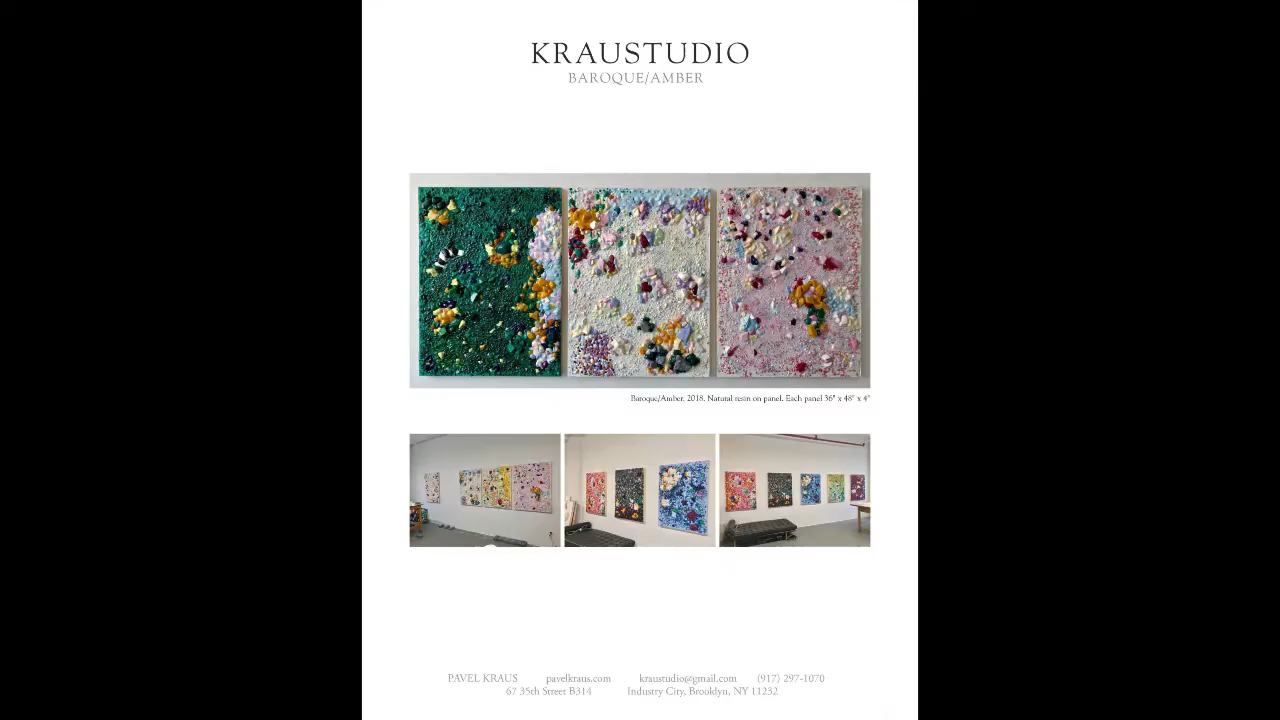 KRAUSTUDIO
BAROQUE/AMBER
Baroque/Amber, 2018. Natural resin on panel. Each panel 36" x 48" x 4"
PAVEL KRAUS pavelkraus.com kraustudio@gmail.com (917) 297-1070
67 35th Street B314 Industry City, Brooklyn, NY 11232